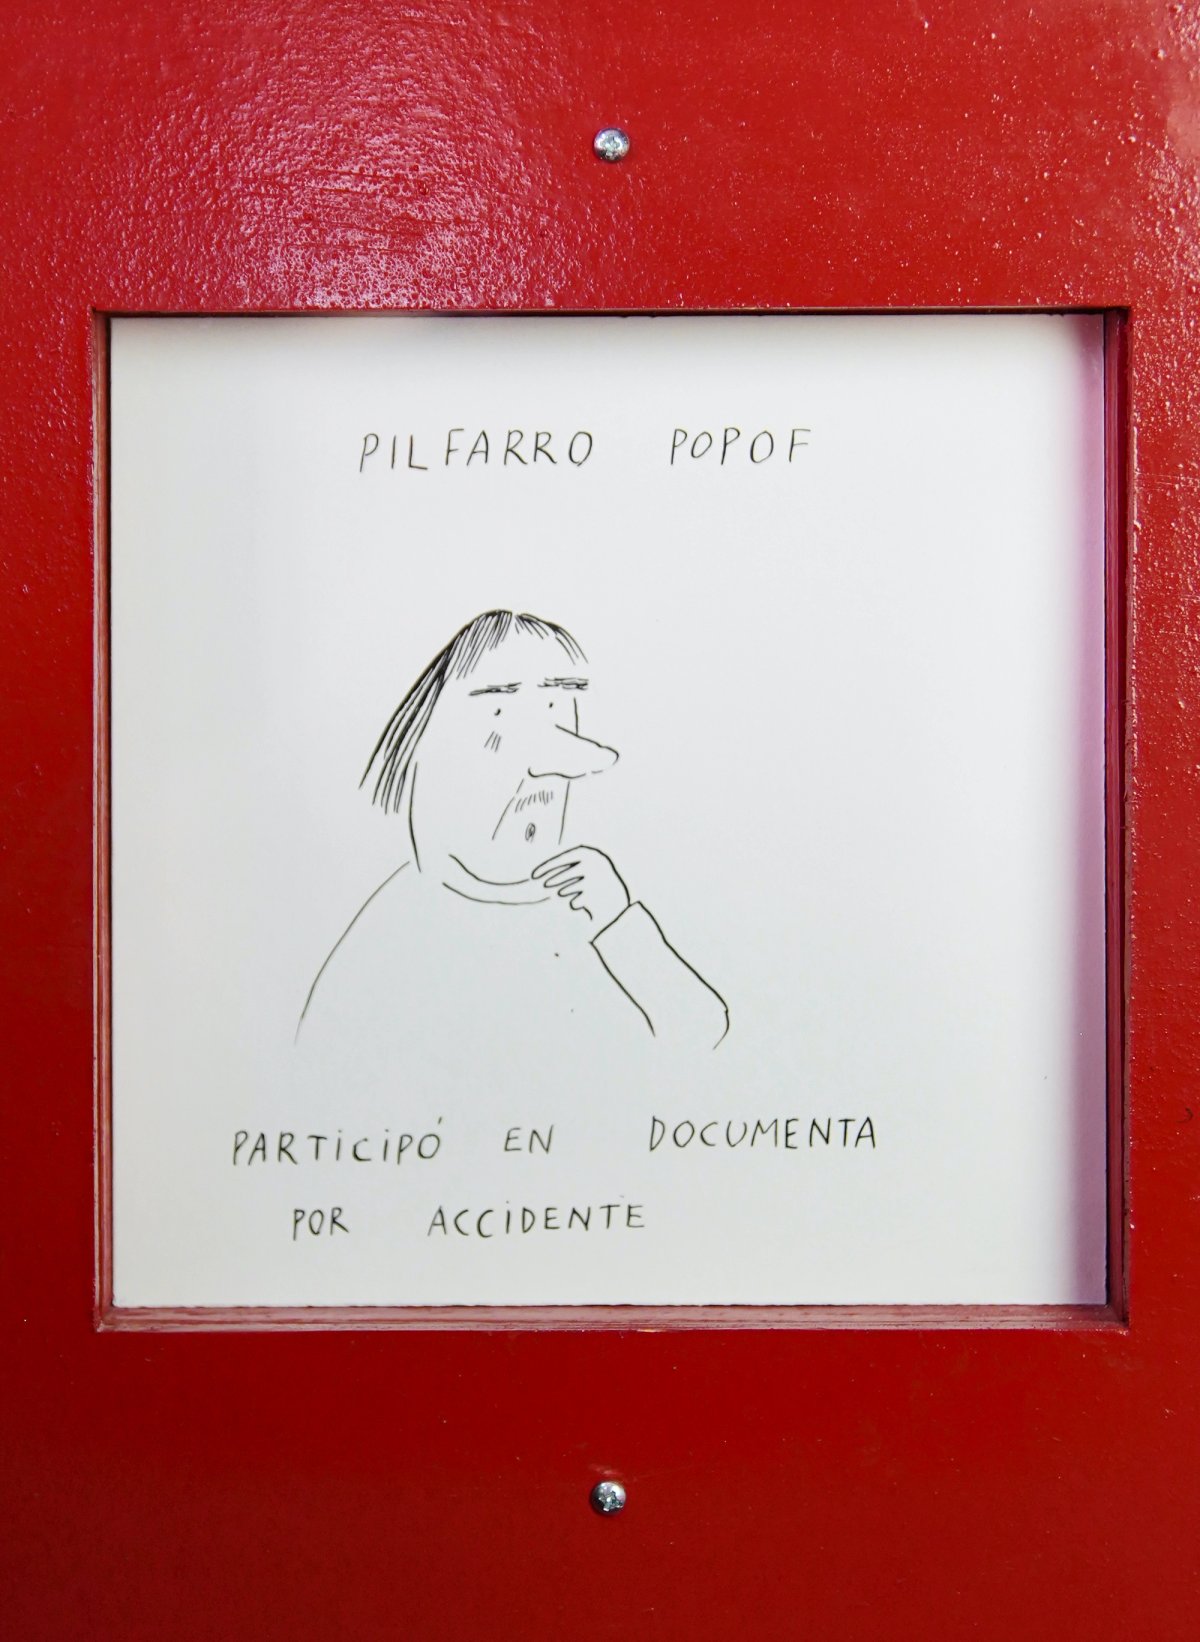 PILFARRO POPOF
PARTiCiPÓ EN DOCUMENTA
POR ACCiDENTE